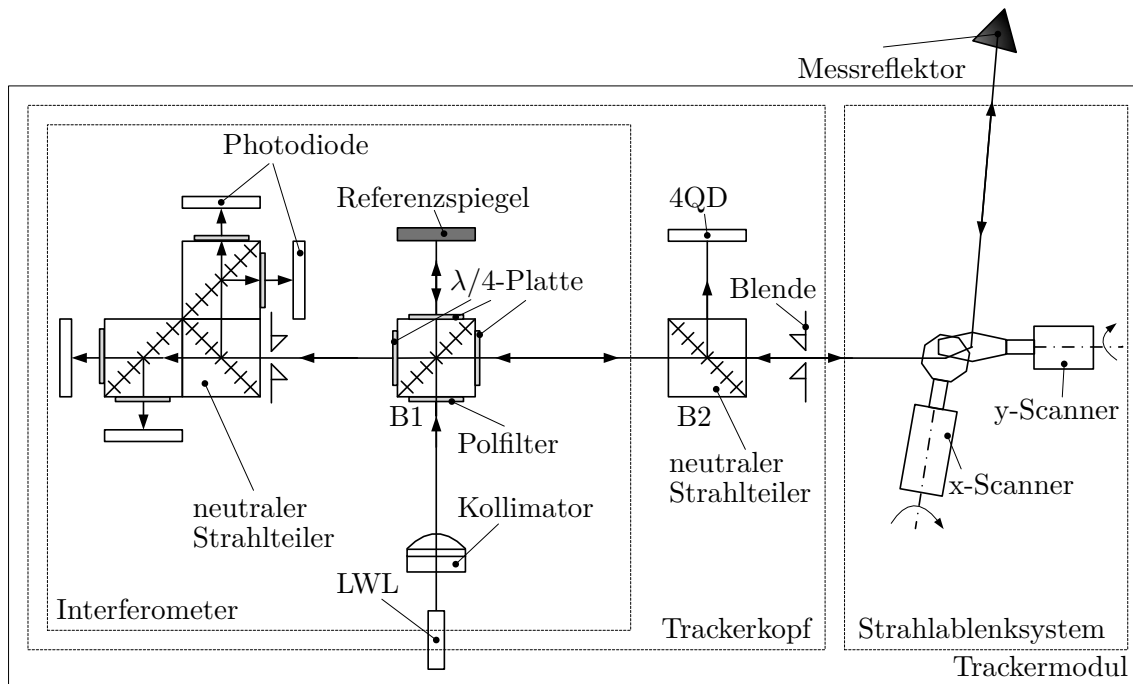 Messreflektor
Photodiode
Referenzspiegel
4QD
λ/4-Platte
Blende
B1
Polfilter
B2
y-Scanner
neutraler
Strahlteiler
x-Scanner
neutraler
Strahlteiler
Kollimator
LWL
Interferometer
Trackerkopf
Strahlablenksystem
Trackermodul